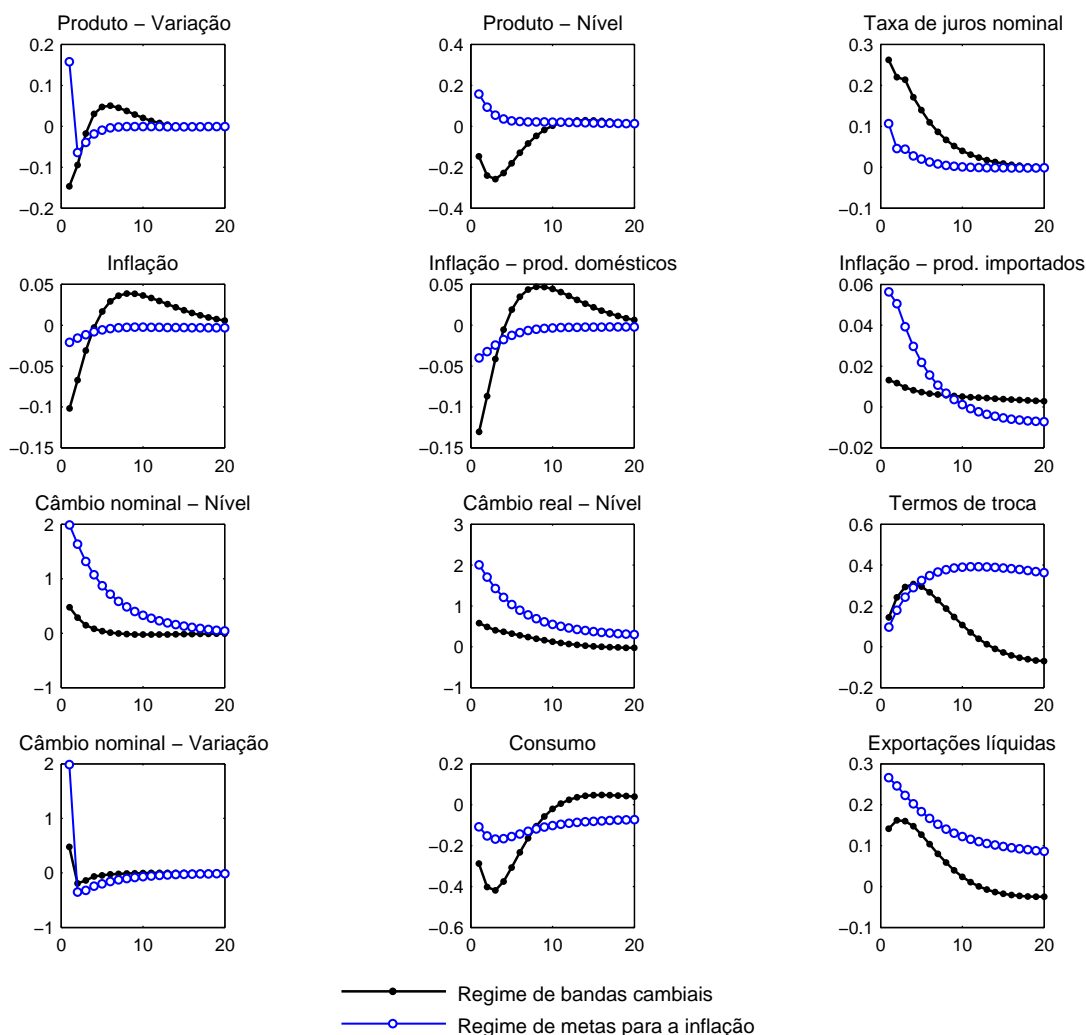 Produto − Variação
0.2
0.1
0
−0.1
−0.2
0 10 20
Produto − Nível
0.4
0.2
0
−0.2
−0.4
0 10 20
Taxa de juros nominal
0.3
0.2
0.1
0
−0.1
0 10 20
Inflação
0.05
0
−0.05
−0.1
−0.15
0 10 20
Inflação − prod. domésticos
0.05
0
−0.05
−0.1
−0.15
0 10 20
Inflação − prod. importados
0.06
0.04
0.02
0
−0.02
0 10 20
Câmbio nominal − Nível
2
1
0
−1
0 10 20
Câmbio real − Nível
3
2
1
0
−1
0 10 20
Termos de troca
0.6
0.4
0.2
0
−0.2
0 10 20
Câmbio nominal − Variação
2
1
0
−1
0 10 20
Consumo
0
−0.2
−0.4
−0.6
0 10 20
Exportações líquidas
0.3
0.2
0.1
0
−0.1
0 10 20
Regime de bandas cambiais
Regime de metas para a inflação